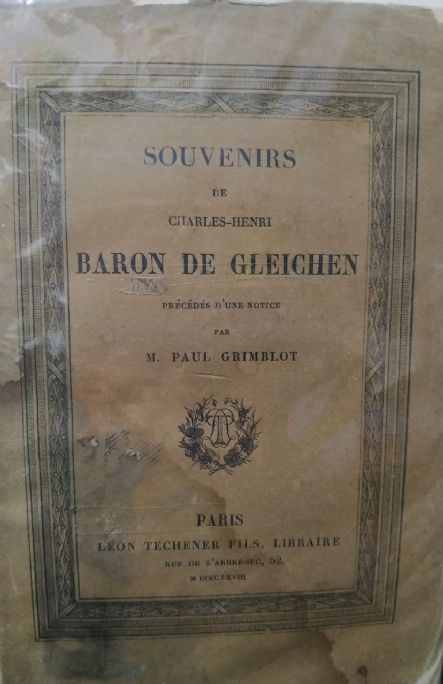 SOUVENIRS
DE
CHARLES-HENRI
BARON DE GLEICHEN
PRÉCÉDÉS D'UNE NOTICE
PAR
M. PAUL GRIMBLOT
PARIS
LÉON TECHENER FILS, LIBRAIRE
RUE DE L'ARBRE-SEC, 52.
M DCCC LXVIII